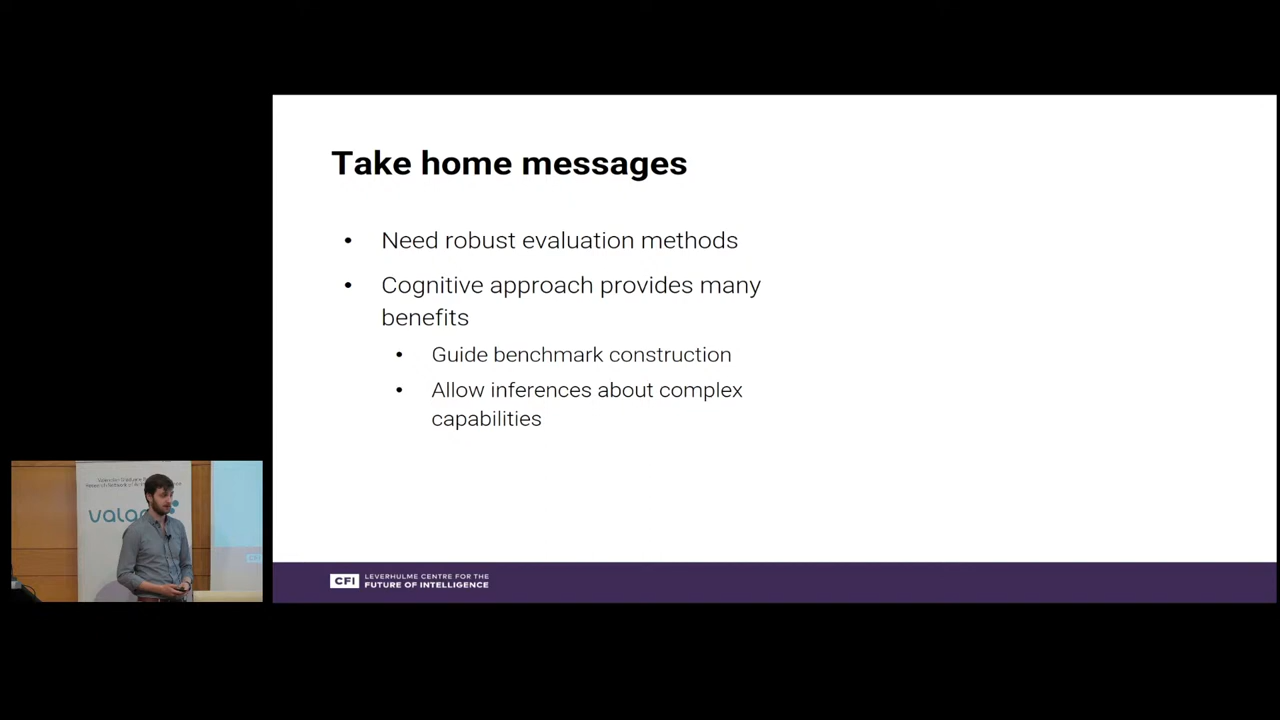 Take home messages
• Need robust evaluation methods
• Cognitive approach provides many
benefits
• Guide benchmark construction
• Allow inferences about complex
capabilities
CFI LEVERHULME CENTRE FOR THE
FUTURE OF INTELLIGENCE